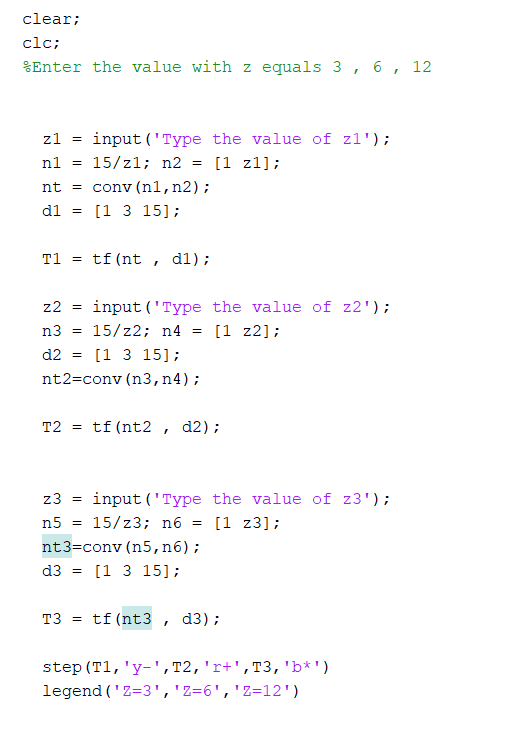 clear;
clc;
%Enter the value with z equals 3 , 6 , 12
z1 = input('Type the value of z1');
n1 = 15/z1; n2 = [1 z1];
nt = conv(n1,n2);
d1 = [1 3 15];
T1 = tf(nt , d1);
z2 = input('Type the value of z2');
n3 = 15/z2; n4 = [1 z2];
d2 = [1 3 15];
nt2=conv(n3,n4);
T2 = tf(nt2 , d2);
z3 = input('Type the value of z3');
n5 = 15/z3; n6 = [1 z3];
nt3=conv(n5,n6);
d3 = [1 3 15];
T3 = tf(nt3 , d3);
step(T1,'y-',T2,'r+',T3,'b*')
legend('Z=3','Z=6','Z=12')